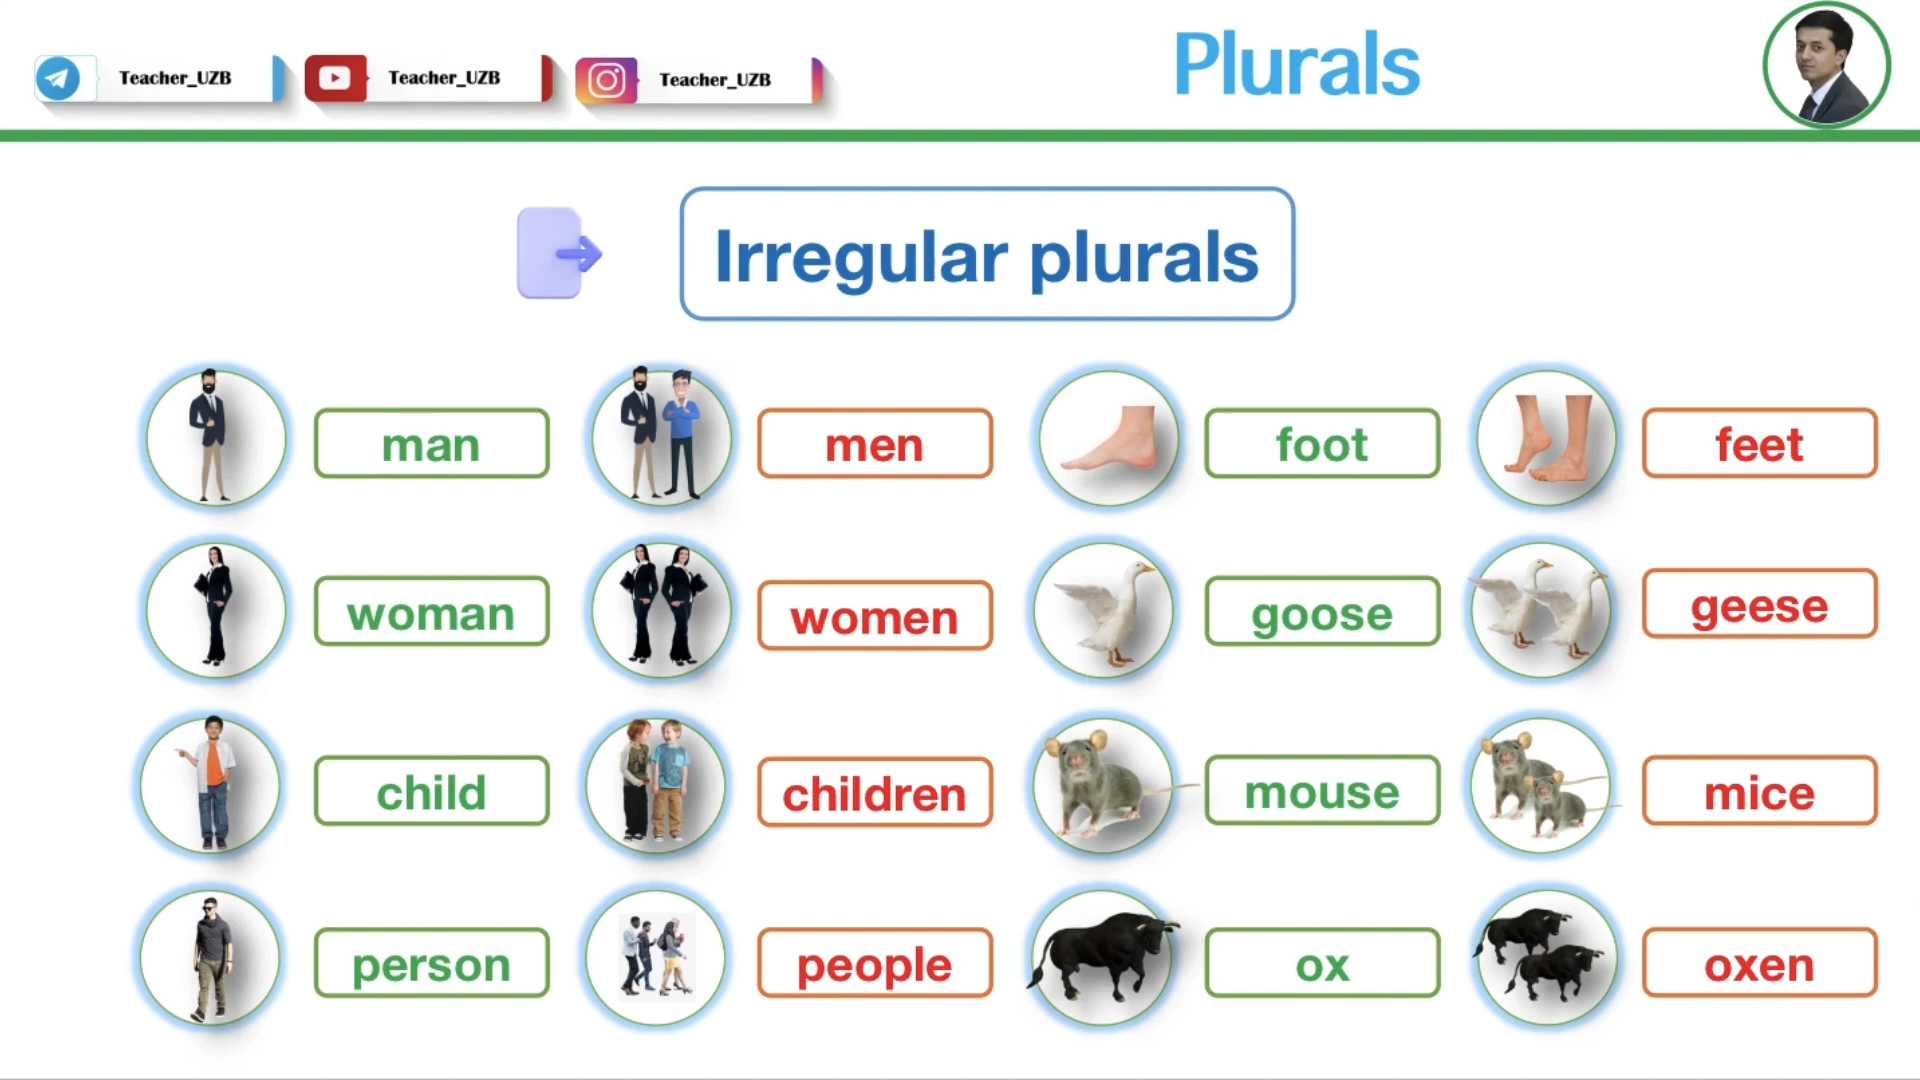 Teacher_UZB
Teacher_UZB
Teacher_UZB
Plurals
Irregular plurals
man
men
foot
feet
woman
women
goose
geese
child
children
mouse
mice
person
people
ox
oxen